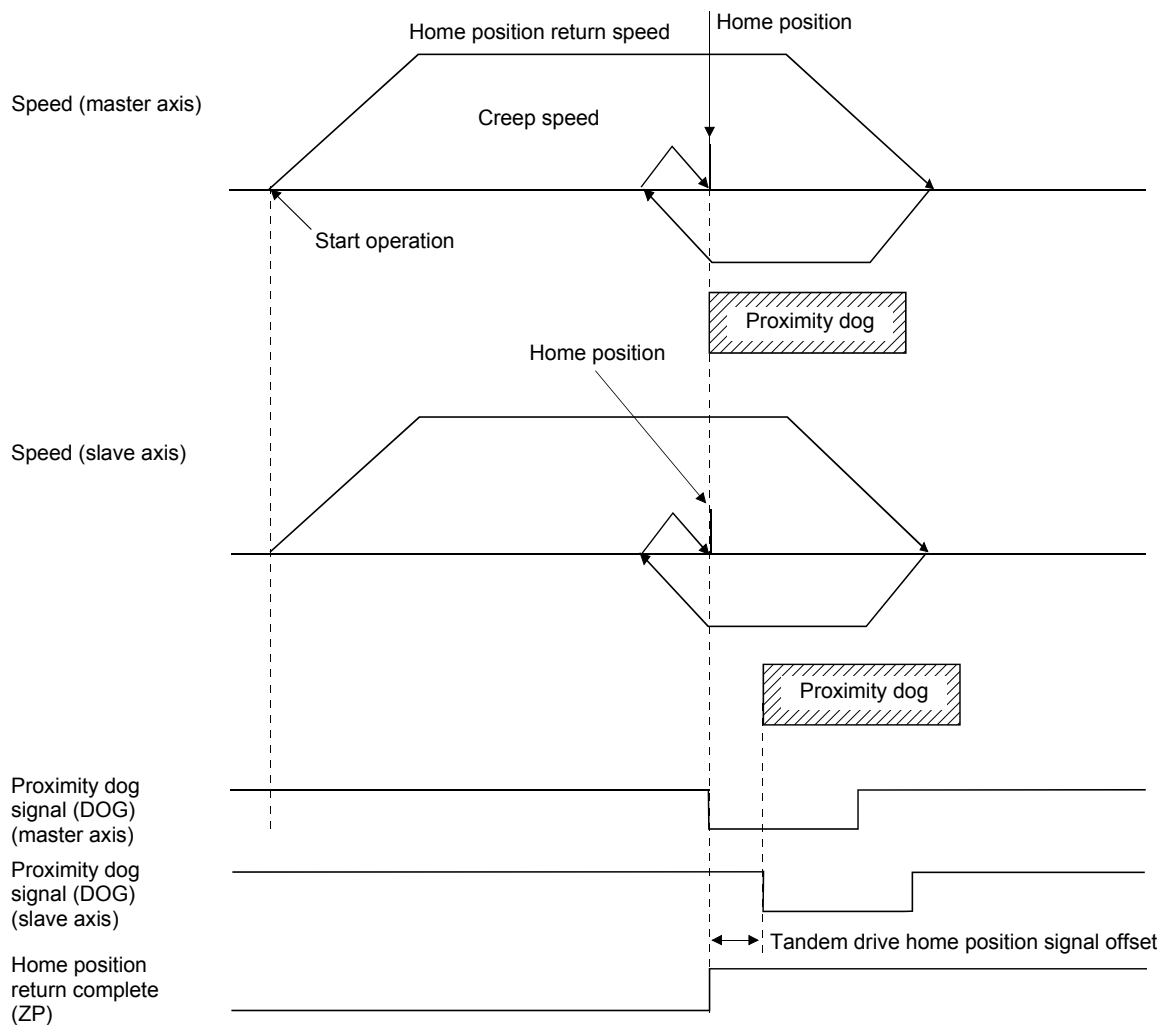 Home position
Home position return speed
Speed (master axis)
Creep speed
Start operation
Proximity dog
Home position
Speed (slave axis)
Proximity dog
Proximity dog
signal (DOG)
(master axis)
Proximity dog
signal (DOG)
(slave axis)
Tandem drive home position signal offset
Home position
return complete
(ZP)